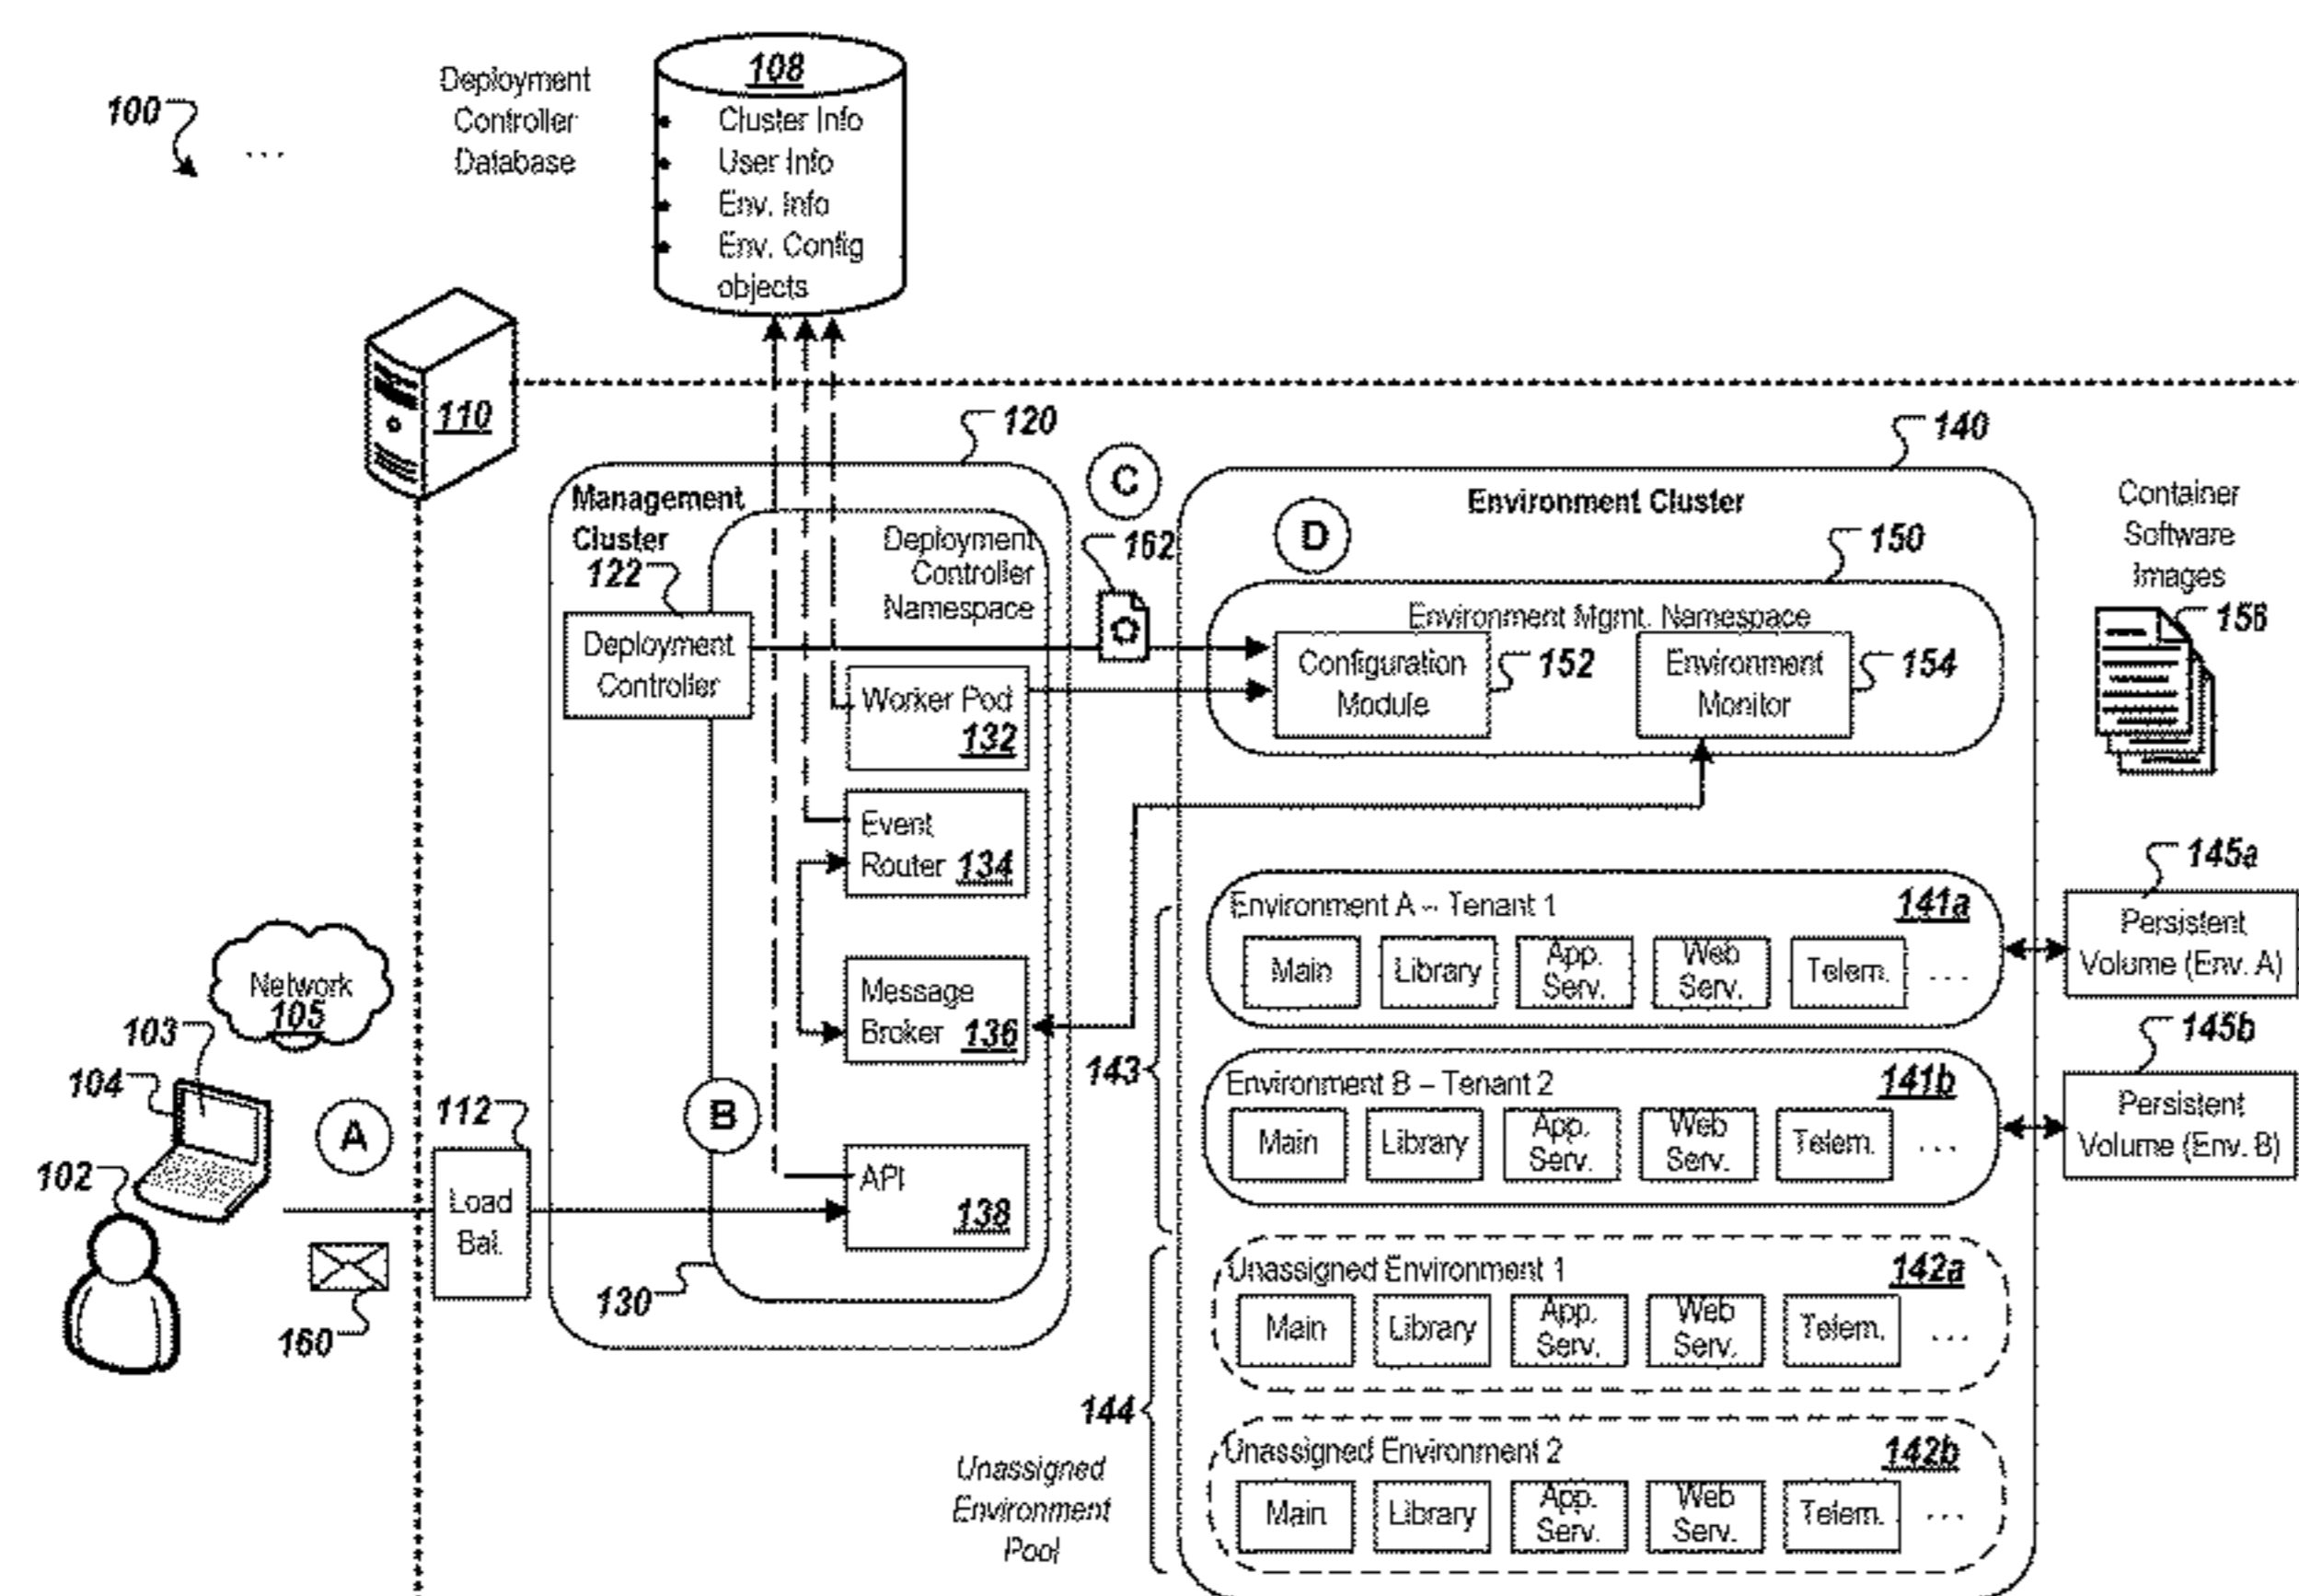 100
...
Deployment
Controller
Database
108
Cluster Info
User Info
Env. Info
Env. Config
objects
110
120
Management
Cluster
122
Deployment
Controller
Namespace
Deployment
Controller
Worker Pod
132
Event
Router 134
Message
Broker 136
API
138
130
B
C
162
140
Environment Cluster
D
150
Environment Mgmt. Namespace
Configuration
Module
152
Environment
Monitor
154
Container
Software
Images
156
143
Environment A – Tenant 1 141a
Main Library App. Serv. Web Serv. Telem. ...
145a
Persistent
Volume (Env. A)
Environment B – Tenant 2 141b
Main Library App. Serv. Web Serv. Telem. ...
145b
Persistent
Volume (Env. B)
144
Unassigned
Environment
Pool
Unassigned Environment 1 142a
Main Library App. Serv. Web Serv. Telem. ...
Unassigned Environment 2 142b
Main Library App. Serv. Web Serv. Telem. ...
Network
105
103
104
102
A
160
112
Load
Bal.